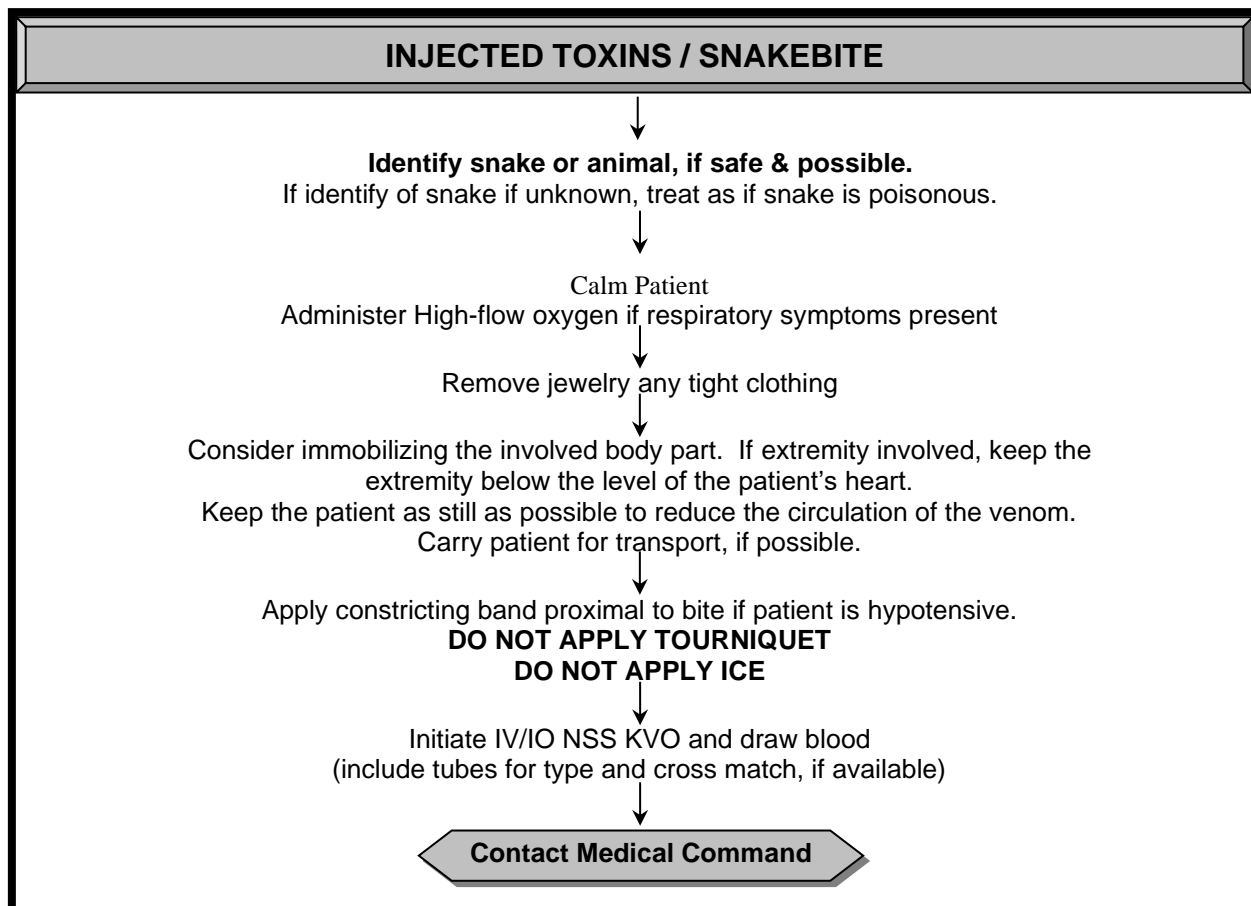 INJECTED TOXINS / SNAKEBITE
Identify snake or animal, if safe & possible.
If identify of snake if unknown, treat as if snake is poisonous.
Calm Patient
Administer High-flow oxygen if respiratory symptoms present
Remove jewelry any tight clothing
Consider immobilizing the involved body part.  If extremity involved, keep the
extremity below the level of the patient’s heart.
Keep the patient as still as possible to reduce the circulation of the venom.
Carry patient for transport, if possible.
Apply constricting band proximal to bite if patient is hypotensive.
DO NOT APPLY TOURNIQUET
DO NOT APPLY ICE
Initiate IV/IO NSS KVO and draw blood
(include tubes for type and cross match, if available)
Contact Medical Command